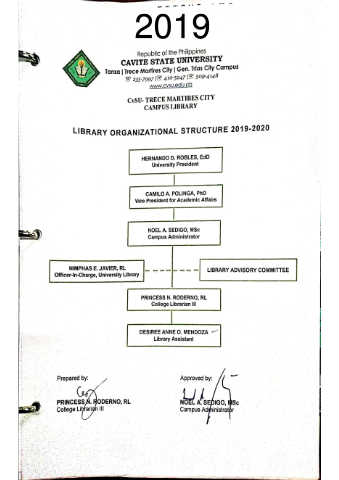 2019
Republic of the Philippines
CAVITE STATE UNIVERSITY
Tanza | Trece Martires City | Gen. Trias City Campus
www.cvsu.edu.ph
CvSU- TRECE MARTIRES CITY
CAMPUS LIBRARY
LIBRARY ORGANIZATIONAL STRUCTURE 2019-2020
HERNANDO D. ROBLES, EdD
University President
CAMILO A. POLINGA, PhD
Vice President for Academic Affairs
NOEL A. SEDIGO, MSc
Campus Administrator
NIMPHAS E. JAVIER, RL
Officer-in-Charge, University Library
LIBRARY ADVISORY COMMITTEE
PRINCESS N. RODERNO, RL
College Librarian III
DESIREE ANNE O. MENDOZA
Library Assistant
Prepared by:
PRINCESS N. RODERNO, RL
College Librarian III
Approved by:
NOEL A. SEDIGO, MSc
Campus Administrator